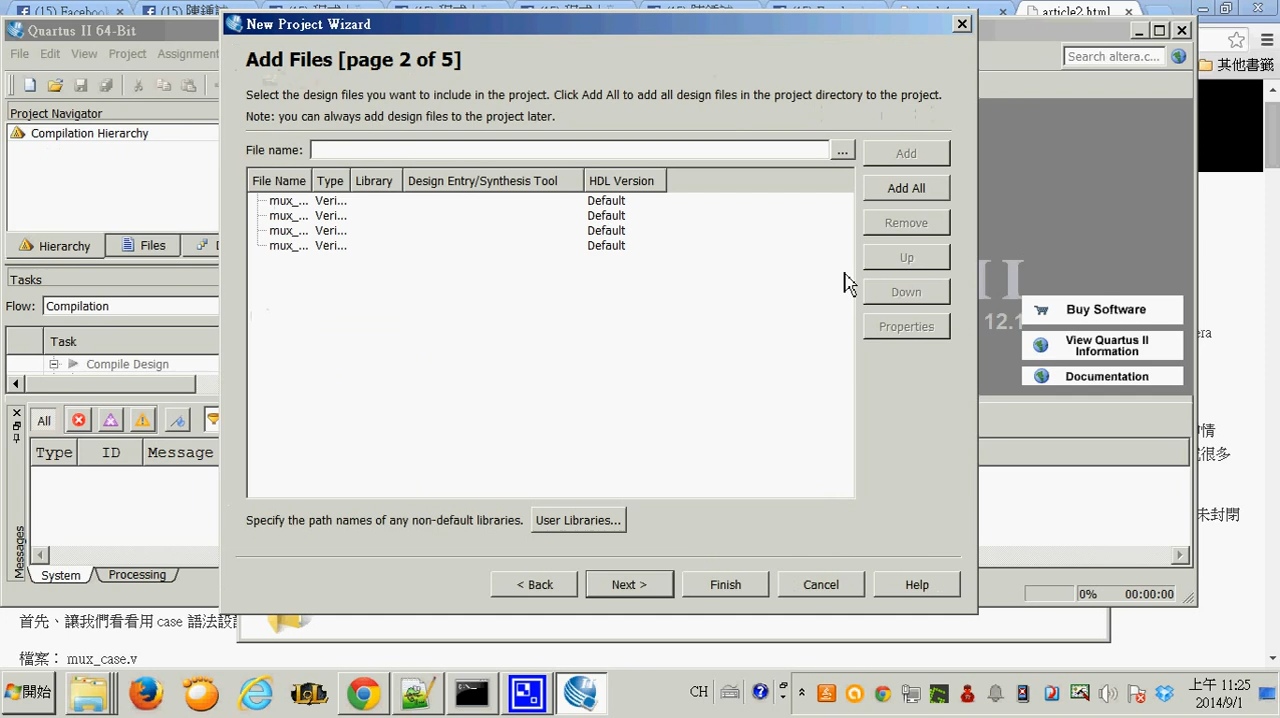 (15) Facebo...
article2.html
Quartus II 64-Bit
New Project Wizard
File Edit View Project Assignment
Add Files [page 2 of 5]
Search altera.c...
其他書籤
Select the design files you want to include in the project. Click Add All to add all design files in the project directory to the project.
Note: you can always add design files to the project later.
Project Navigator
Compilation Hierarchy
File name:
...
Add
File Name Type Library Design Entry/Synthesis Tool HDL Version
Add All
mux_... Veri... Default
mux_... Veri... Default
mux_... Veri... Default
mux_... Veri... Default
Remove
Up
Down
Properties
Hierarchy Files
Tasks
Flow: Compilation
Task
Compile Design
II
12.1
Buy Software
View Quartus II
Information
Documentation
All
Type ID Message
Messages
System Processing
Specify the path names of any non-default libraries. User Libraries...
< Back Next > Finish Cancel Help
0% 00:00:00
很多
未封閉
首先、讓我們看看用 case 語法設
檔案： mux_case.v
開始
CH
上午 11:25
2014/9/1